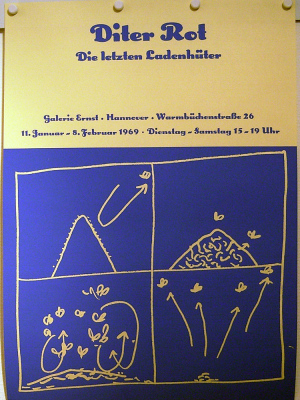 Diter Rot
Die letzten Ladenhüter
Galerie Ernst · Hannover · Warmbüchenstraße 26
11. Januar - 8. Februar 1969 · Dienstag - Samstag 15 - 19 Uhr